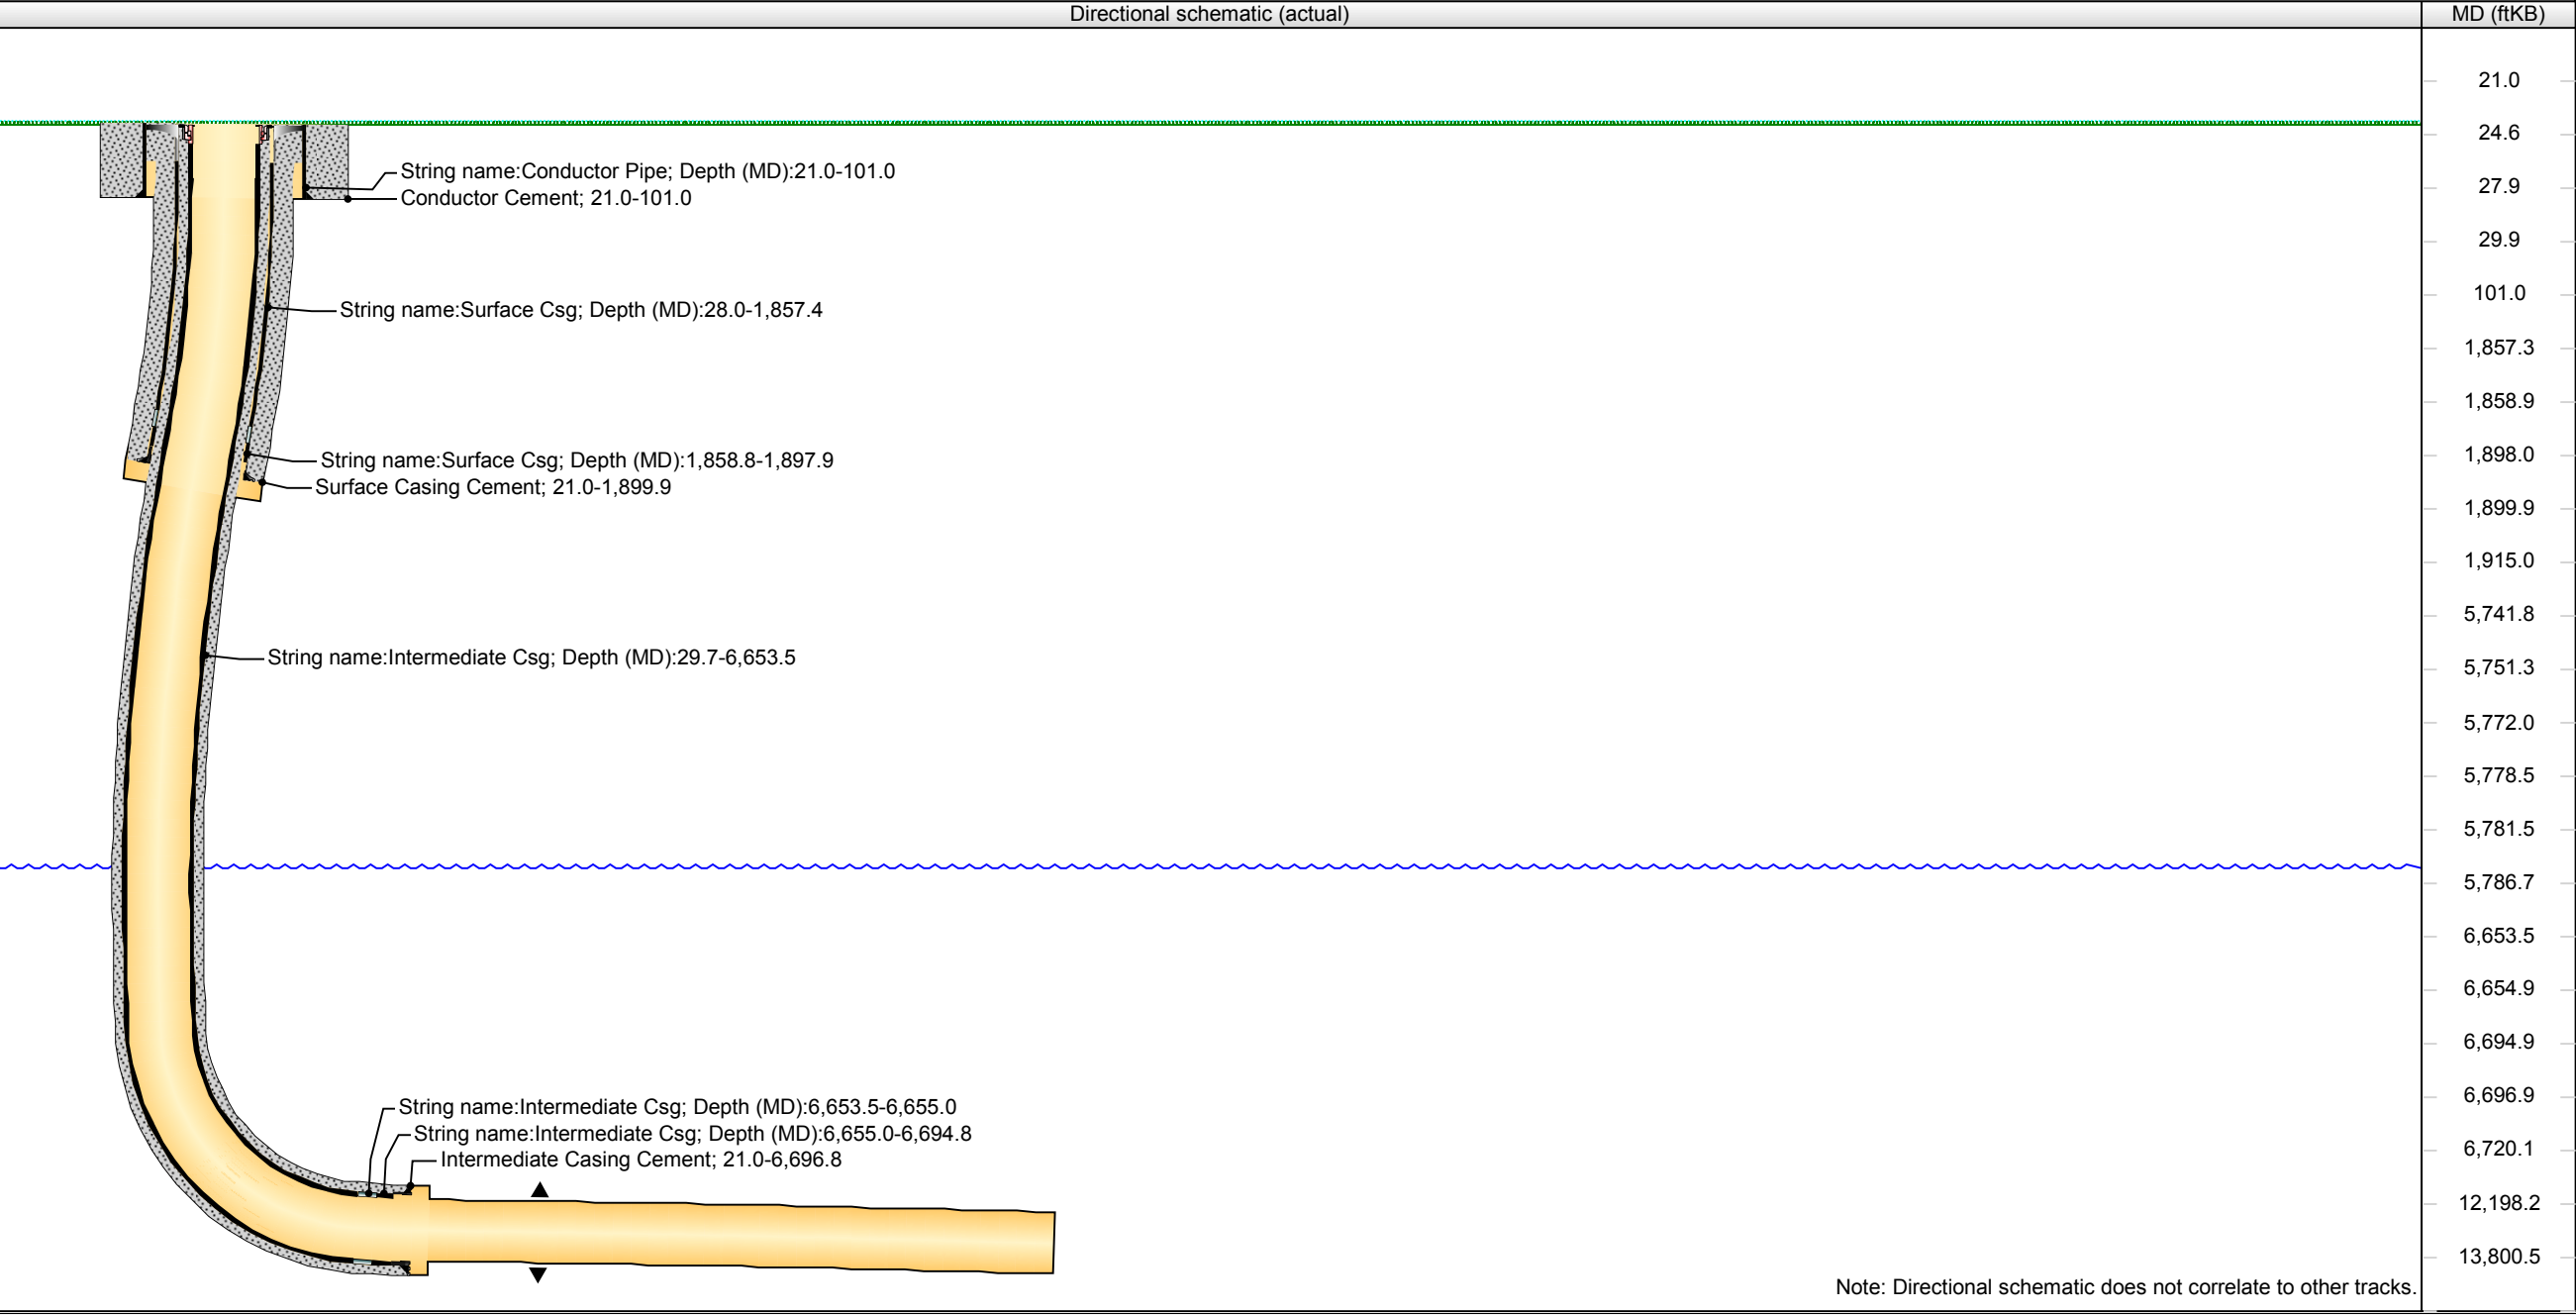 Directional schematic (actual)
MD (ftKB)
21.0
24.6
String name:Conductor Pipe; Depth (MD):21.0-101.0
27.9
Conductor Cement; 21.0-101.0
29.9
101.0
String name:Surface Csg; Depth (MD):28.0-1,857.4
1,857.3
1,858.9
String name:Surface Csg; Depth (MD):1,858.8-1,897.9
1,898.0
Surface Casing Cement; 21.0-1,899.9
1,899.9
1,915.0
5,741.8
String name:Intermediate Csg; Depth (MD):29.7-6,653.5
5,751.3
5,772.0
5,778.5
5,781.5
5,786.7
6,653.5
6,654.9
6,694.9
6,696.9
String name:Intermediate Csg; Depth (MD):6,653.5-6,655.0
String name:Intermediate Csg; Depth (MD):6,655.0-6,694.8
6,720.1
Intermediate Casing Cement; 21.0-6,696.8
12,198.2
13,800.5
Note: Directional schematic does not correlate to other tracks.